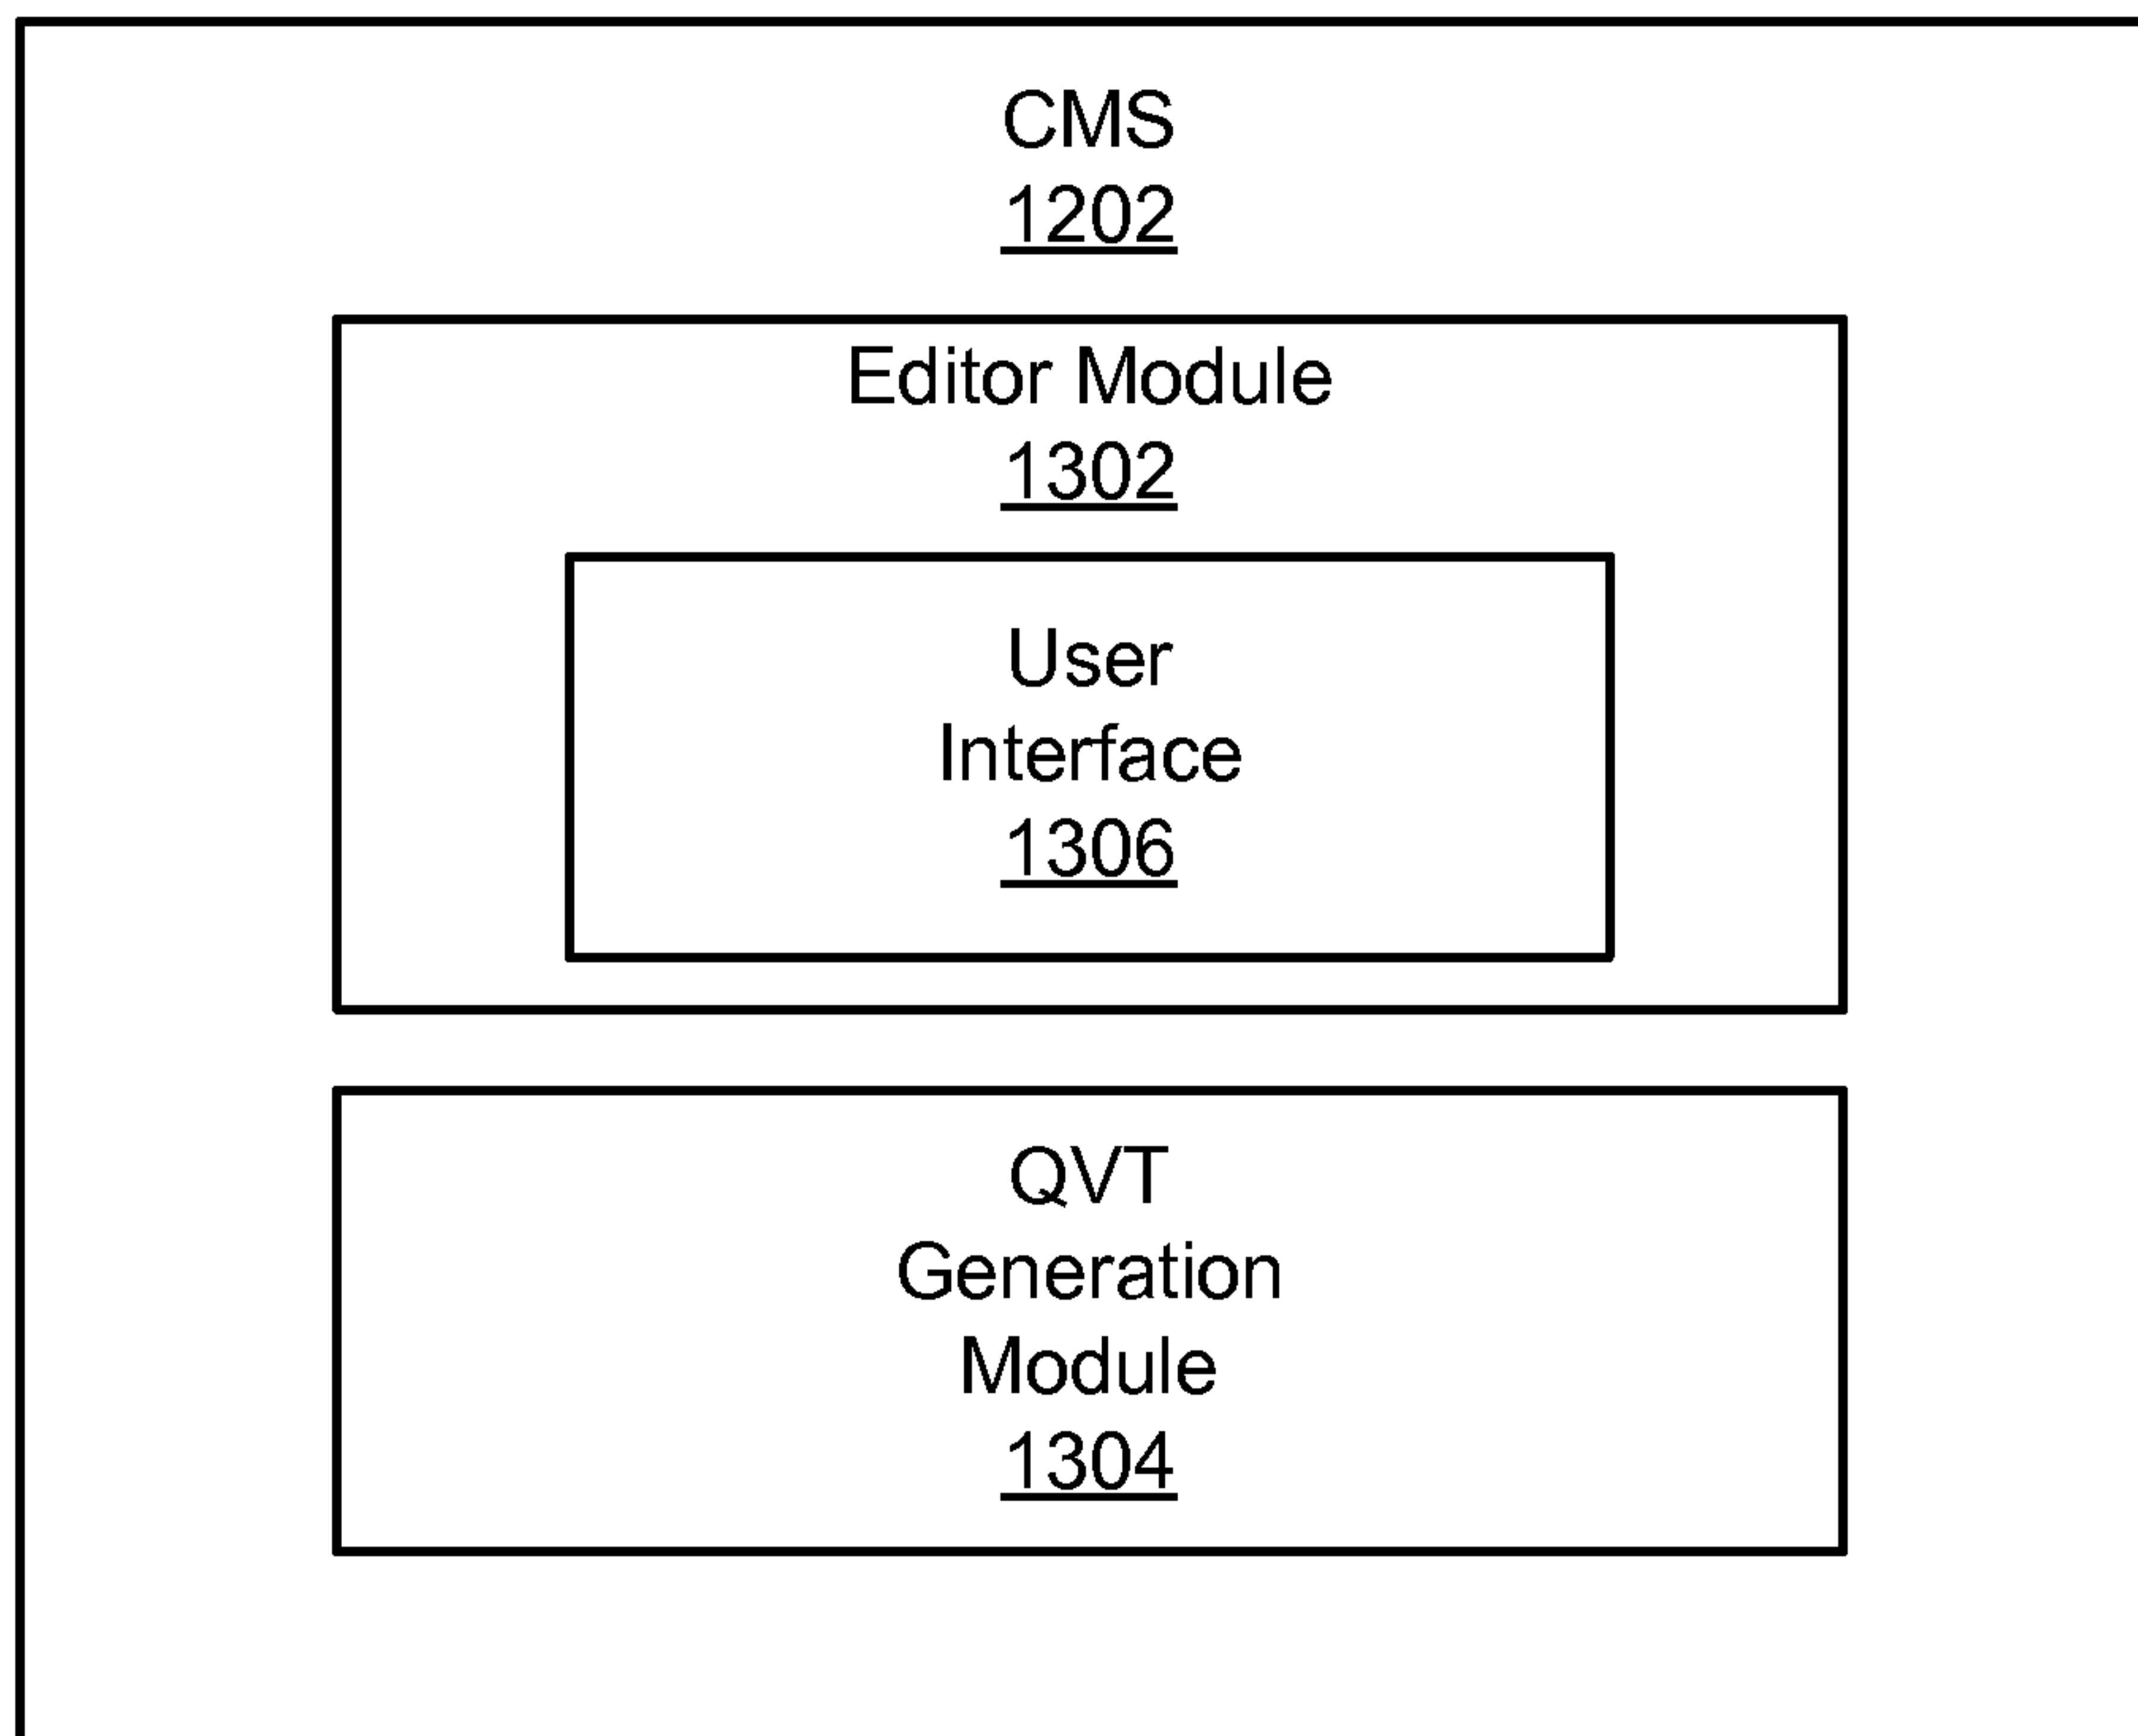 CMS
1202
Editor Module
1302
User
Interface
1306
QVT
Generation
Module
1304